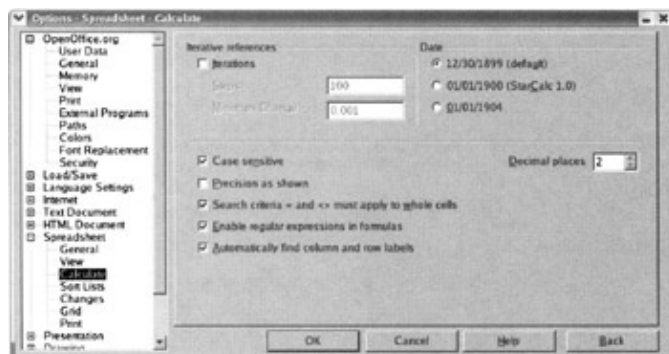 Options - Spreadsheet - Calculate
OpenOffice.org
User Data
General
Memory
View
Print
External Programs
Paths
Colors
Font Replacement
Security
Load/Save
Language Settings
Internet
Text Document
HTML Document
Spreadsheet
General
View
Calculate
Sort Lists
Changes
Grid
Print
Presentation
Drawing
Iterative references
Iterations
Steps
100
Minimum Change
0.001
Date
12/30/1899 (default)
01/01/1900 (StarCalc 1.0)
01/01/1904
Case sensitive
Decimal places 2
Precision as shown
Search criteria = and <> must apply to whole cells
Enable regular expressions in formulas
Automatically find column and row labels
OK
Cancel
Help
Back